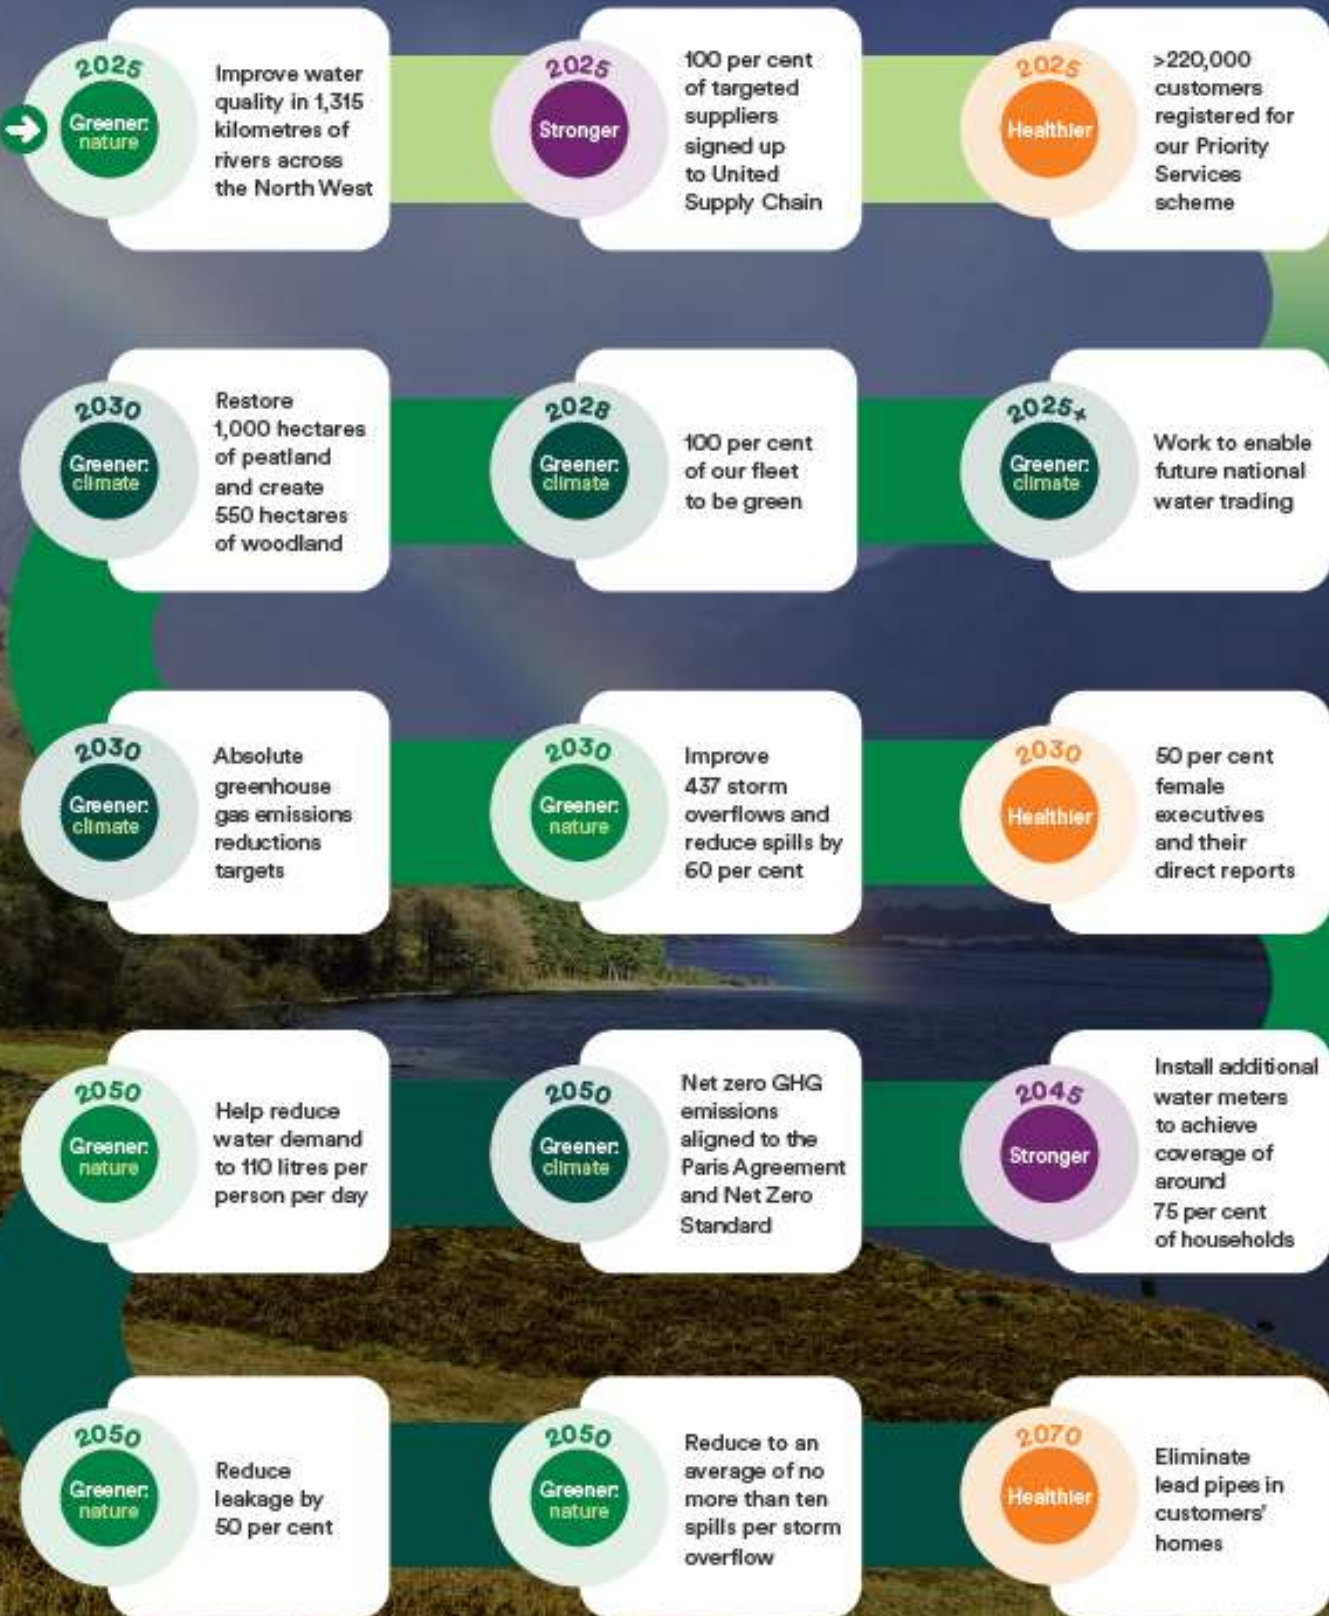 2025
Greener:
nature
Improve water
quality in 1,315
kilometres of
rivers across
the North West
2025
Stronger
100 per cent
of targeted
suppliers
signed up
to United
Supply Chain
2025
Healthier
>220,000
customers
registered for
our Priority
Services
scheme
2030
Greener:
climate
Restore
1,000 hectares
of peatland
and create
550 hectares
of woodland
2028
Greener:
climate
100 per cent
of our fleet
to be green
2025+
Greener:
climate
Work to enable
future national
water trading
2030
Greener:
climate
Absolute
greenhouse
gas emissions
reductions
targets
2030
Greener:
nature
Improve
437 storm
overflows and
reduce spills by
60 per cent
2030
Healthier
50 per cent
female
executives
and their
direct reports
2050
Greener:
nature
Help reduce
water demand
to 110 litres per
person per day
2050
Greener:
climate
Net zero GHG
emissions
aligned to the
Paris Agreement
and Net Zero
Standard
2045
Stronger
Install additional
water meters
to achieve
coverage of
around
75 per cent
of households
2050
Greener:
nature
Reduce
leakage by
50 per cent
2050
Greener:
nature
Reduce to an
average of no
more than ten
spills per storm
overflow
2070
Healthier
Eliminate
lead pipes in
customers'
homes